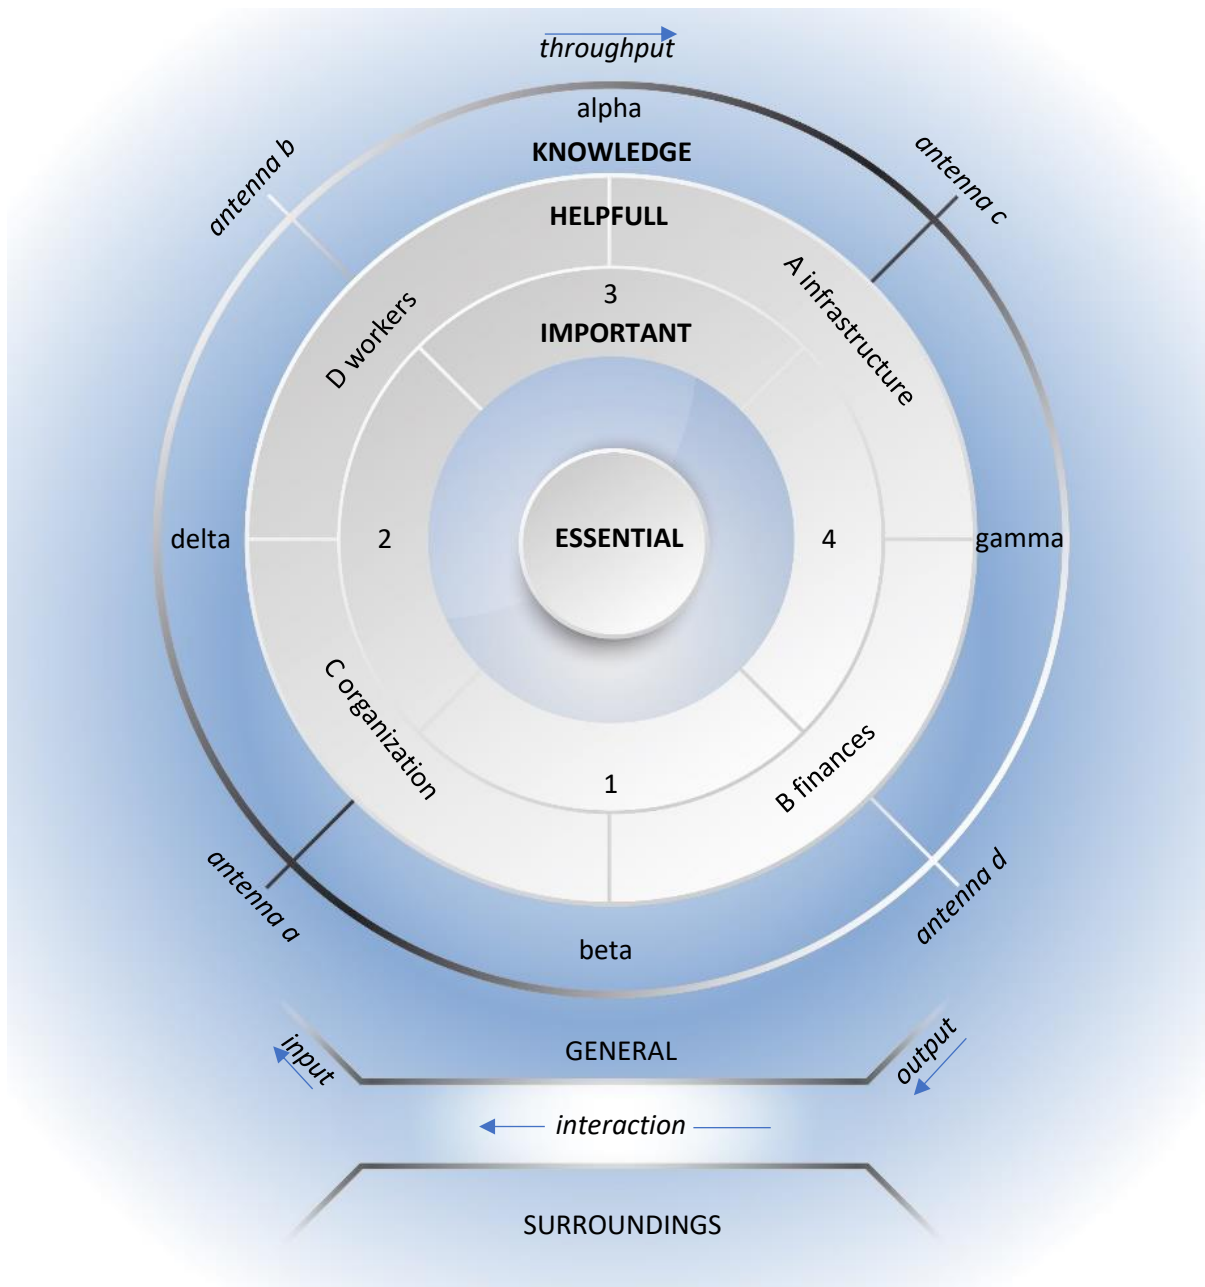 throughput
alpha
KNOWLEDGE
antenna b
antenna c
HELPFULL
A infrastructure
D workers
3
IMPORTANT
delta
2
ESSENTIAL
4
gamma
C organization
B finances
1
antenna a
antenna d
beta
input
GENERAL
output
interaction
SURROUNDINGS